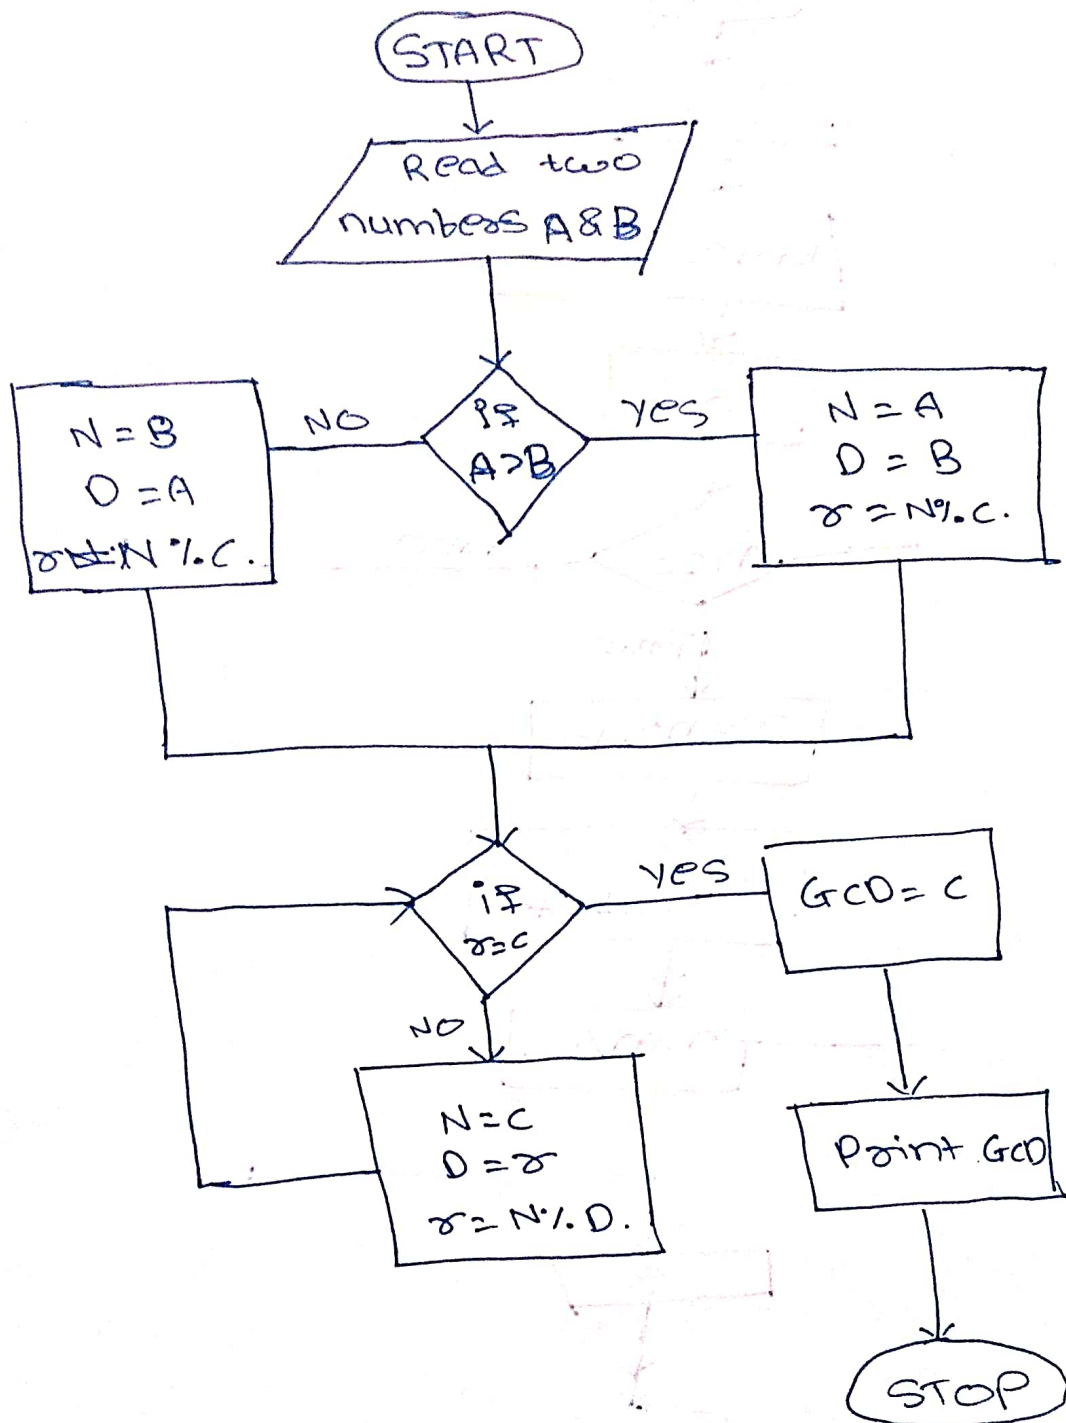 START
Read two
numbers A & B
If
A>B
NO
Yes
N = B
D = A
N % C.
N = A
D = B
r = N % C.
if
r = c
Yes
NO
GCD = C
N = C
D = r
r = N % D.
Print GCD
STOP